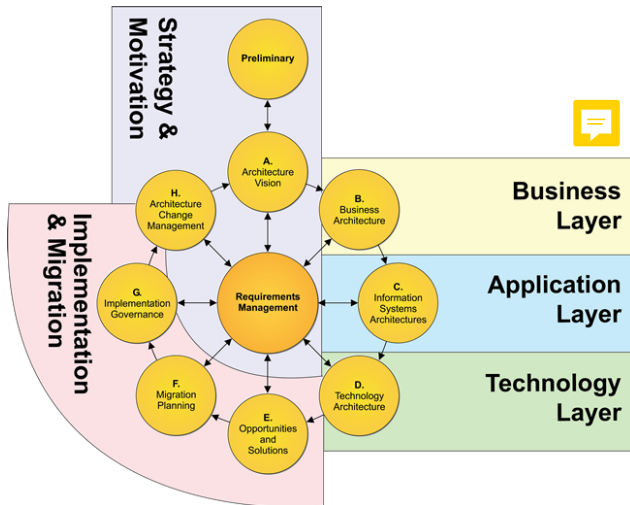 Strategy &
Motivation
Preliminary
A.
Architecture
Vision
H.
Architecture
Change
Management
B.
Business
Architecture
Business
Layer
Implementation
& Migration
G.
Implementation
Governance
Requirements
Management
C.
Information
Systems
Architectures
Application
Layer
F.
Migration
Planning
D.
Technology
Architecture
Technology
Layer
E.
Opportunities
and
Solutions